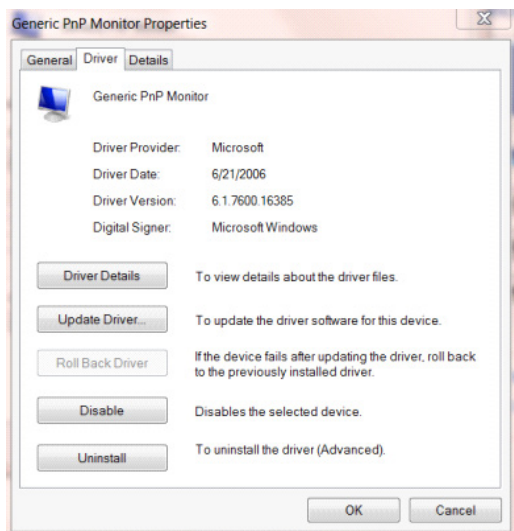 Generic PnP Monitor Properties
General Driver Details
Generic PnP Monitor
Driver Provider: Microsoft
Driver Date: 6/21/2006
Driver Version: 6.1.7600.16385
Digital Signer: Microsoft Windows
Driver Details To view details about the driver files.
Update Driver... To update the driver software for this device.
Roll Back Driver If the device fails after updating the driver, roll back
to the previously installed driver.
Disable Disables the selected device.
Uninstall To uninstall the driver (Advanced).
OK Cancel